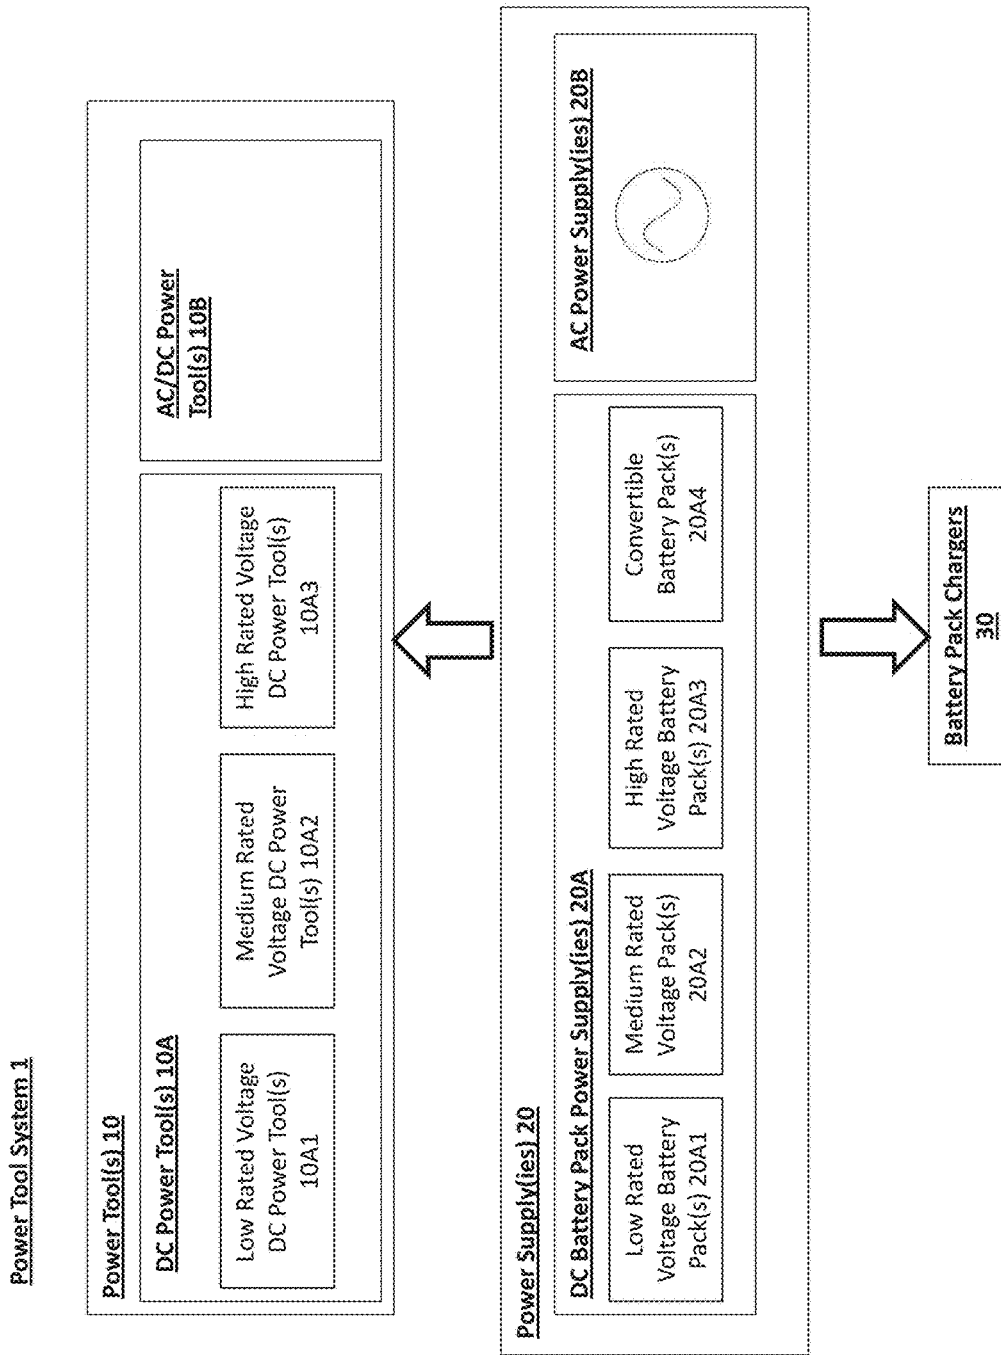 Power Tool System 1
Power Tool(s) 10
DC Power Tool(s) 10A
Low Rated Voltage
DC Power Tool(s)
10A1
Medium Rated
Voltage DC Power
Tool(s) 10A2
High Rated Voltage
DC Power Tool(s)
10A3
AC/DC Power
Tool(s) 10B
Power Supply(ies) 20
DC Battery Pack Power Supply(ies) 20A
Low Rated
Voltage Battery
Pack(s) 20A1
Medium Rated
Voltage Pack(s)
20A2
High Rated
Voltage Battery
Pack(s) 20A3
Convertible
Battery Pack(s)
20A4
AC Power Supply(ies) 20B
Battery Pack Chargers
30